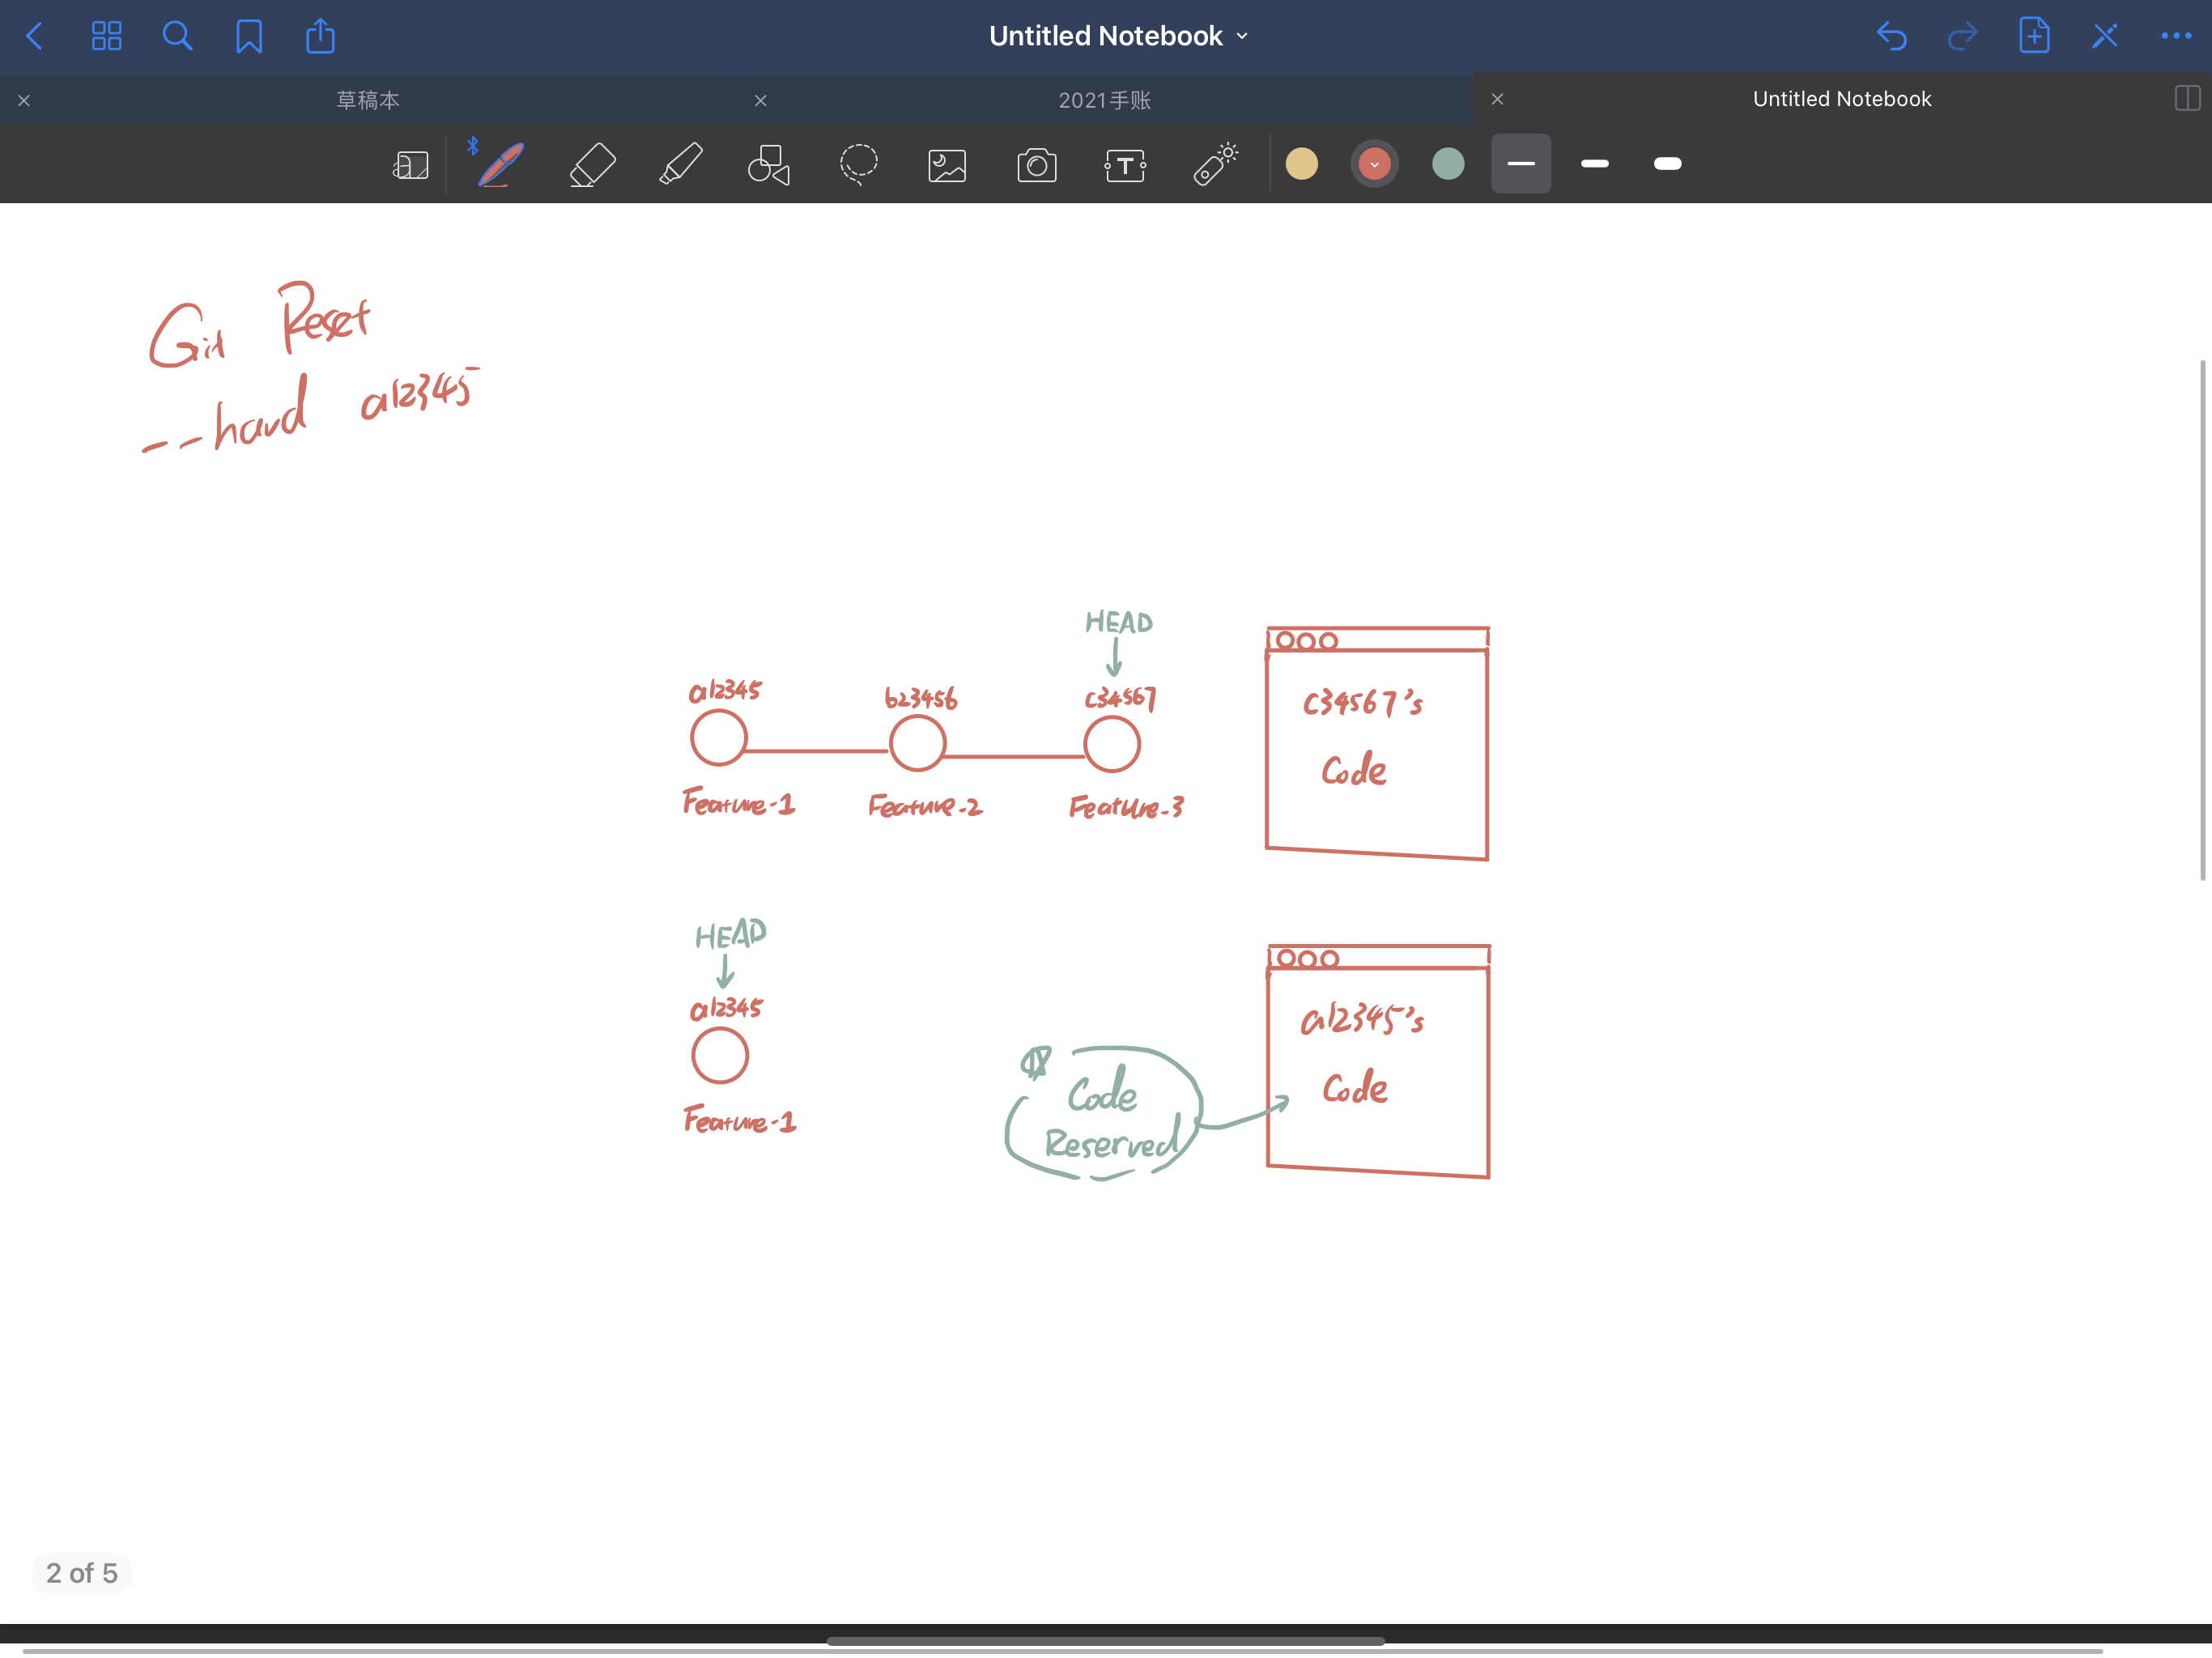 Untitled Notebook
草稿本
2021手账
Untitled Notebook
Git Reset
--hard a12345
HEAD
a12345
b23456
c34567
Feature-1
Feature-2
Feature-3
c34567's
Code
HEAD
a12345
Feature-1
Code
Reserved
a12345's
Code
2 of 5